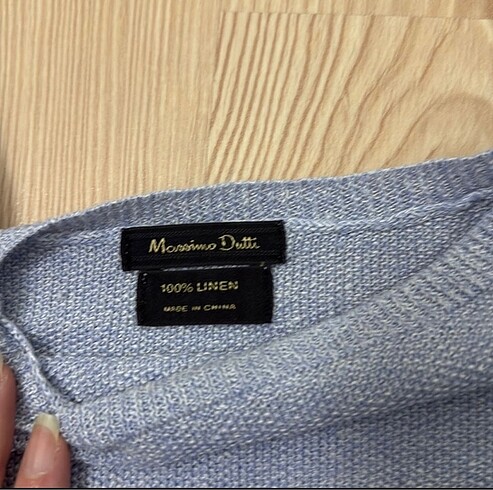 Massimo Dutti
100% LINEN
MADE IN CHINA